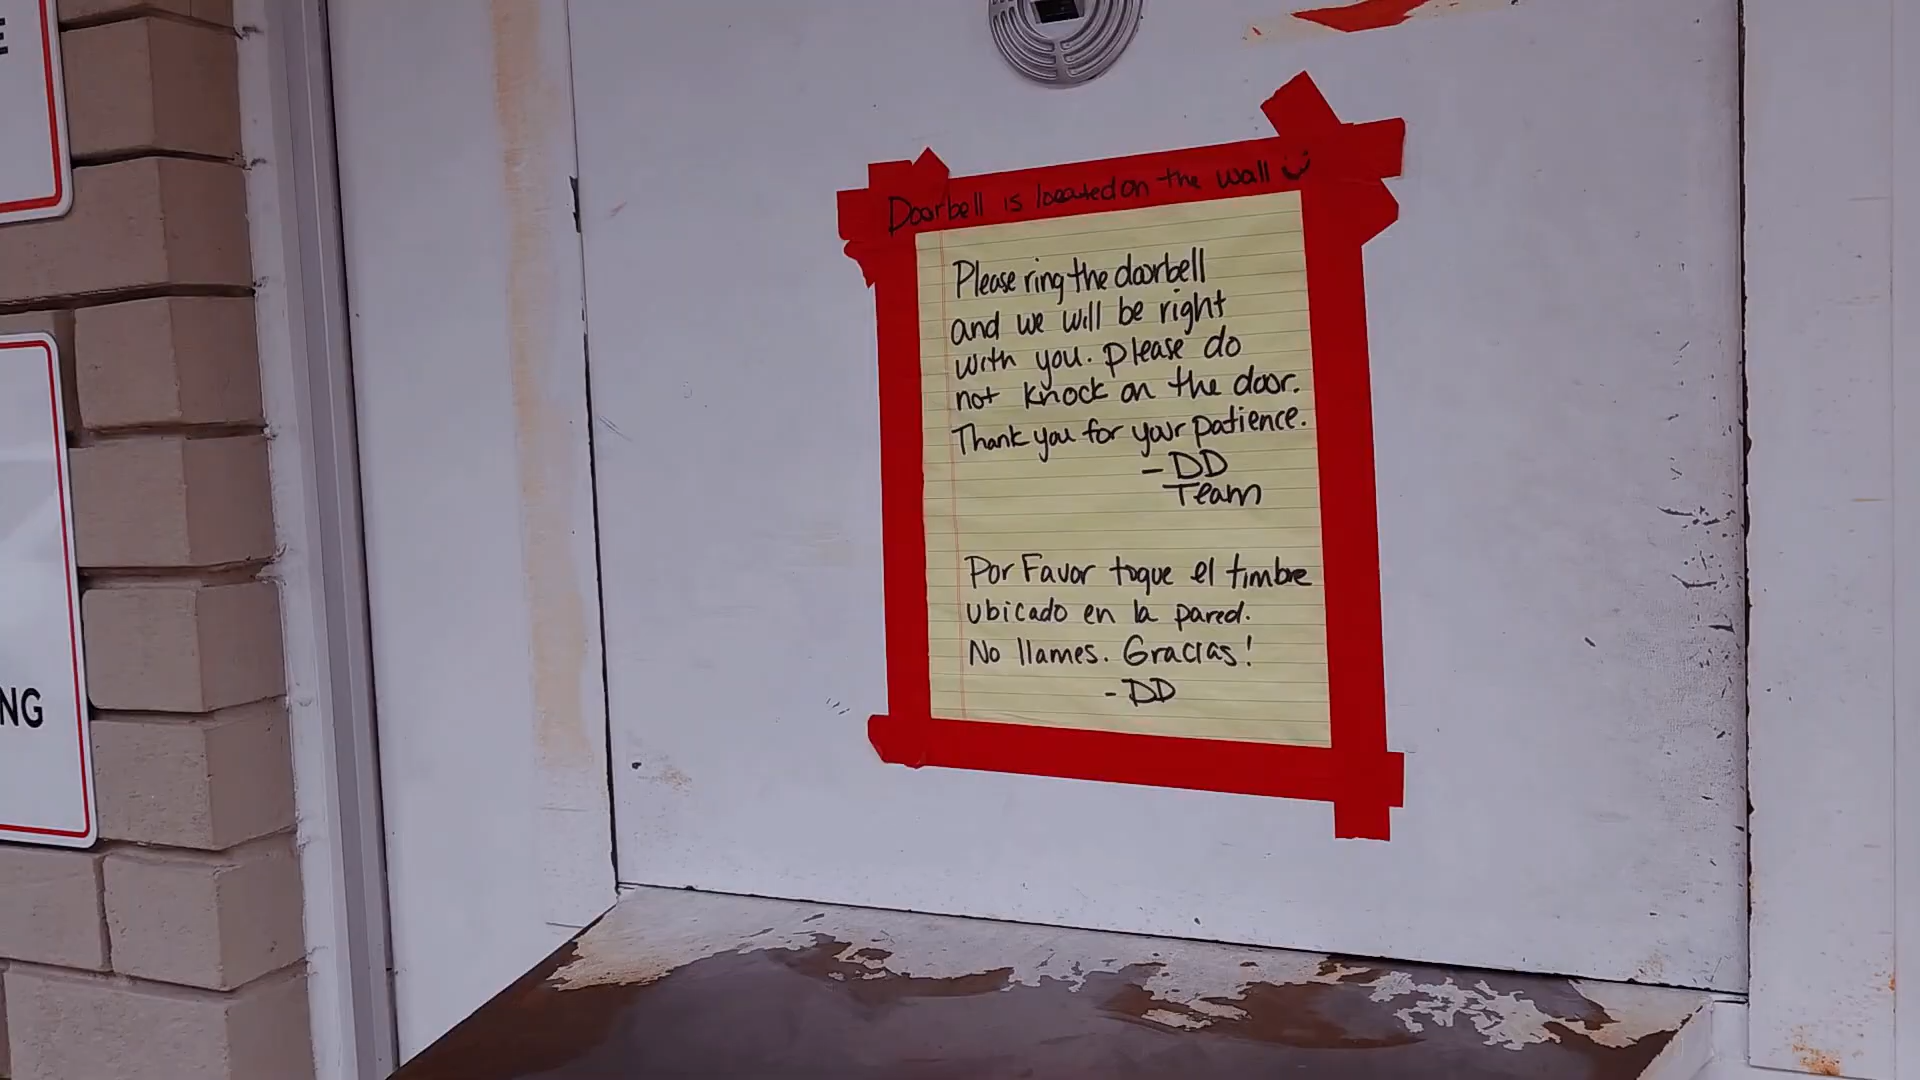 E
NG
Doorbell is located on the wall
Please ring the doorbell
and we will be right
with you. Please do
not knock on the door.
Thank you for your patience.
-DD
Team
Por Favor toque el timbre
ubicado en la pared.
No llames. Gracias!
-DD